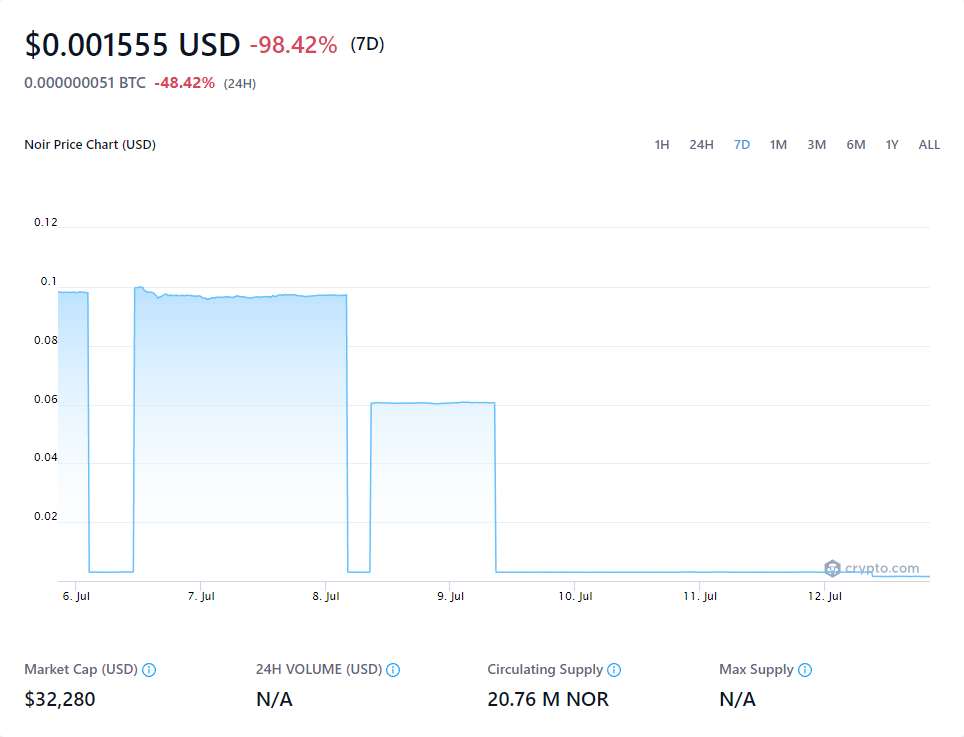 $0.001555 USD -98.42% (7D)
0.000000051 BTC -48.42% (24H)
Noir Price Chart (USD) 1H 24H 7D 1M 3M 6M 1Y ALL
0.12
0.1
0.08
0.06
0.04
0.02
crypto.com
6. Jul 7. Jul 8. Jul 9. Jul 10. Jul 11. Jul 12. Jul
Market Cap (USD) 24H VOLUME (USD) Circulating Supply Max Supply
$32,280 N/A 20.76 M NOR N/A